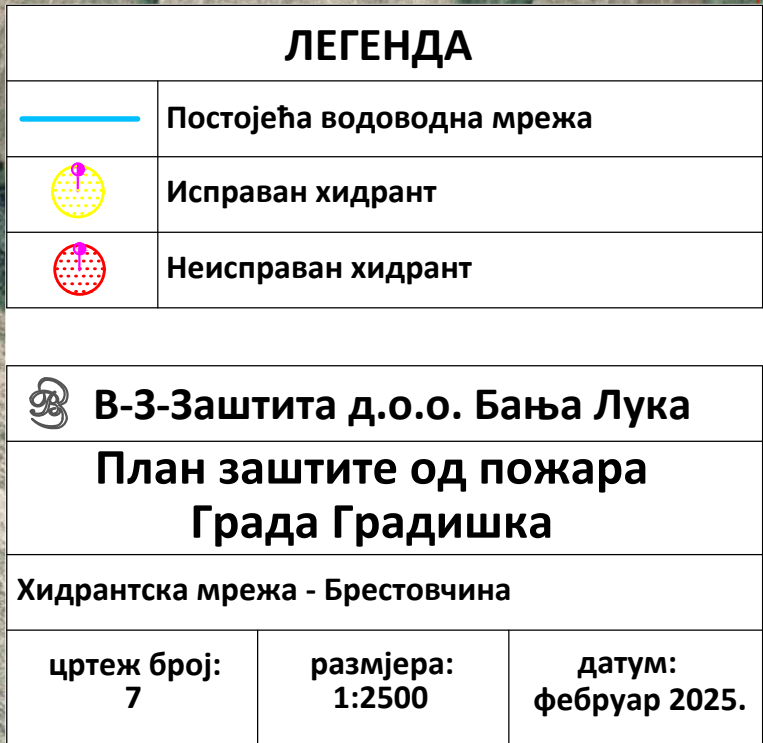 ЛЕГЕНДА
Постојећа водоводна мрежа
Исправан хидрант
Неисправан хидрант
В-З-Заштита д.о.о. Бања Лука
План заштите од пожара
Града Градишка
Хидрантска мрежа - Брестовчина
цртеж број:
7
размјера:
1:2500
датум:
фебруар 2025.